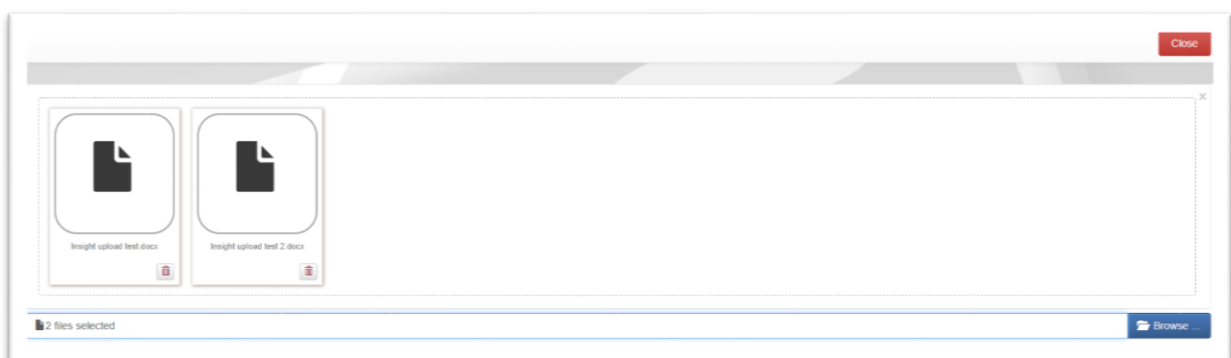 Close
×
Insight upload test.docx
Insight upload test 2.docx
2 files selected
Browse ...